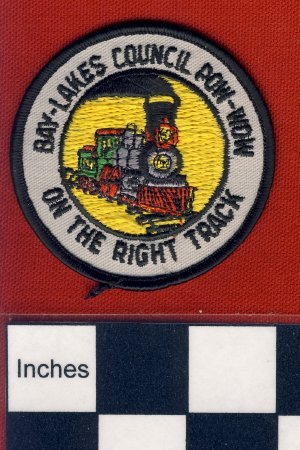 BAY-LAKES COUNCIL POW-WOW
ON THE RIGHT TRACK
Inches